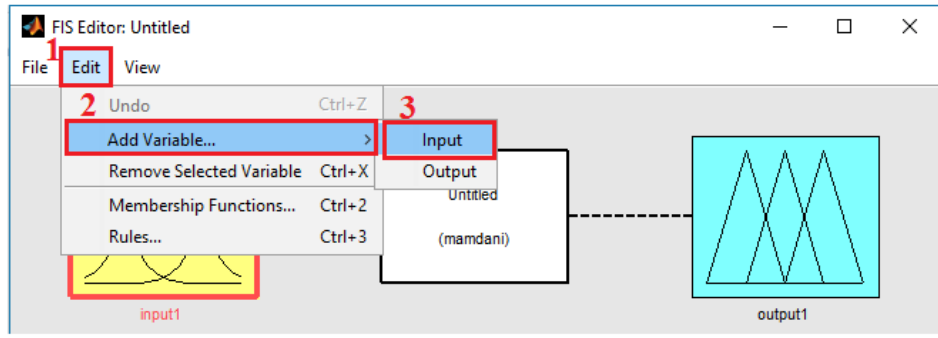 FIS Editor: Untitled
1
File Edit View
2 Undo Ctrl+Z
3
Add Variable... > Input
Remove Selected Variable Ctrl+X Output
Membership Functions... Ctrl+2
Rules... Ctrl+3
Untitled
(mamdani)
input1
output1